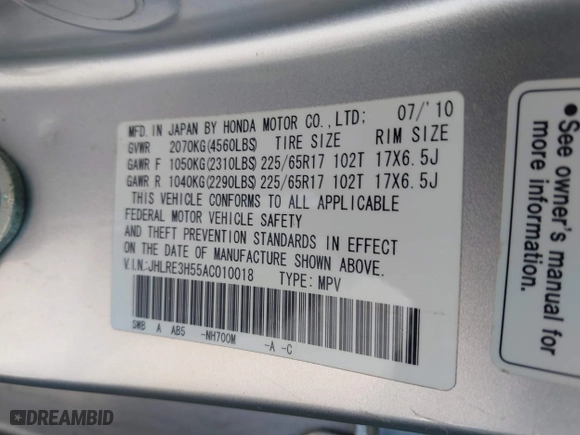 MFD. IN JAPAN BY HONDA MOTOR CO., LTD: 07/'10
GVWR 2070KG(4560LBS) TIRE SIZE RIM SIZE
GAWR F 1050KG(2310LBS) 225/65R17 102T 17X6.5J
GAWR R 1040KG(2290LBS) 225/65R17 102T 17X6.5J
THIS VEHICLE CONFORMS TO ALL APPLICABLE
FEDERAL MOTOR VEHICLE SAFETY
AND THEFT PREVENTION STANDARDS IN EFFECT
ON THE DATE OF MANUFACTURE SHOWN ABOVE.
V.I.N:JHLRE3H55AC010018 TYPE: MPV
SWB A AB5 -NH700M -A -C
•See owner's manual for
more information.
DREAMBID